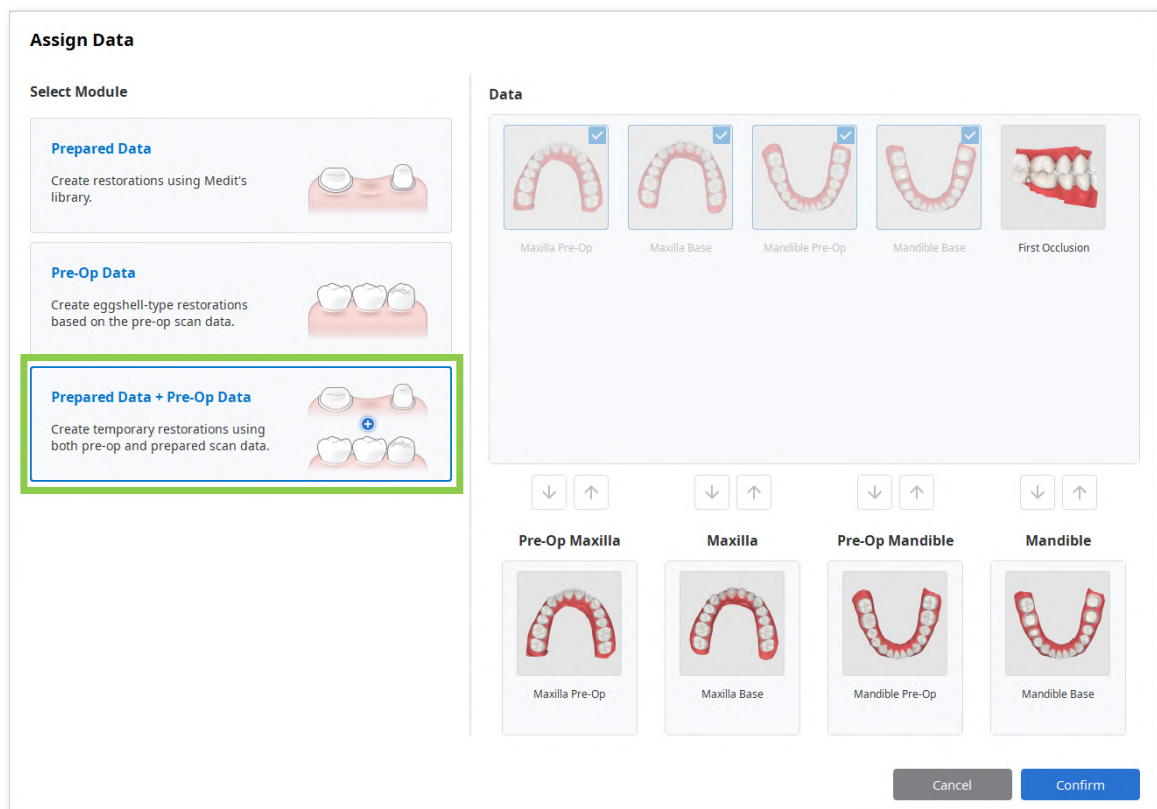 Assign Data
Select Module
Prepared Data
Create restorations using Medit's
library.
Pre-Op Data
Create eggshell-type restorations
based on the pre-op scan data.
Prepared Data + Pre-Op Data
Create temporary restorations using
both pre-op and prepared scan data.
Data
Maxilla Pre-Op
Maxilla Base
Mandible Pre-Op
Mandible Base
First Occlusion
Pre-Op Maxilla
Maxilla
Pre-Op Mandible
Mandible
Maxilla Pre-Op
Maxilla Base
Mandible Pre-Op
Mandible Base
Cancel
Confirm